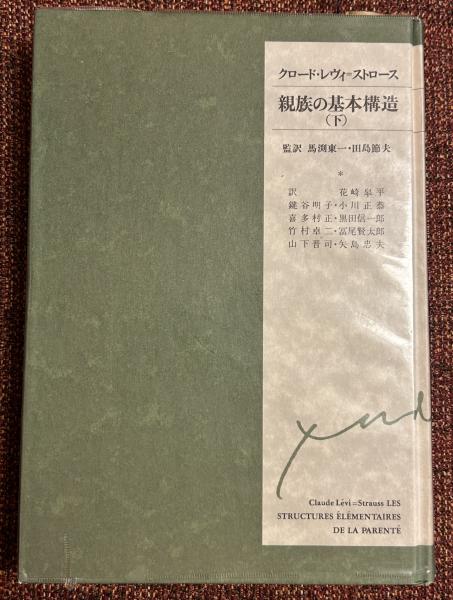 クロード・レヴィ=ストロース
親族の基本構造
(下)
監訳 馬渕東一・田島節夫
*
訳 花崎皐平
鍵谷明子・小川正恭
喜多村正・黒田信一郎
竹村卓二・冨尾賢太郎
山下晋司・矢島忠夫
Claude Lévi=Strauss LES
STRUCTURES ÉLÉMENTAIRES
DE LA PARENTÉ